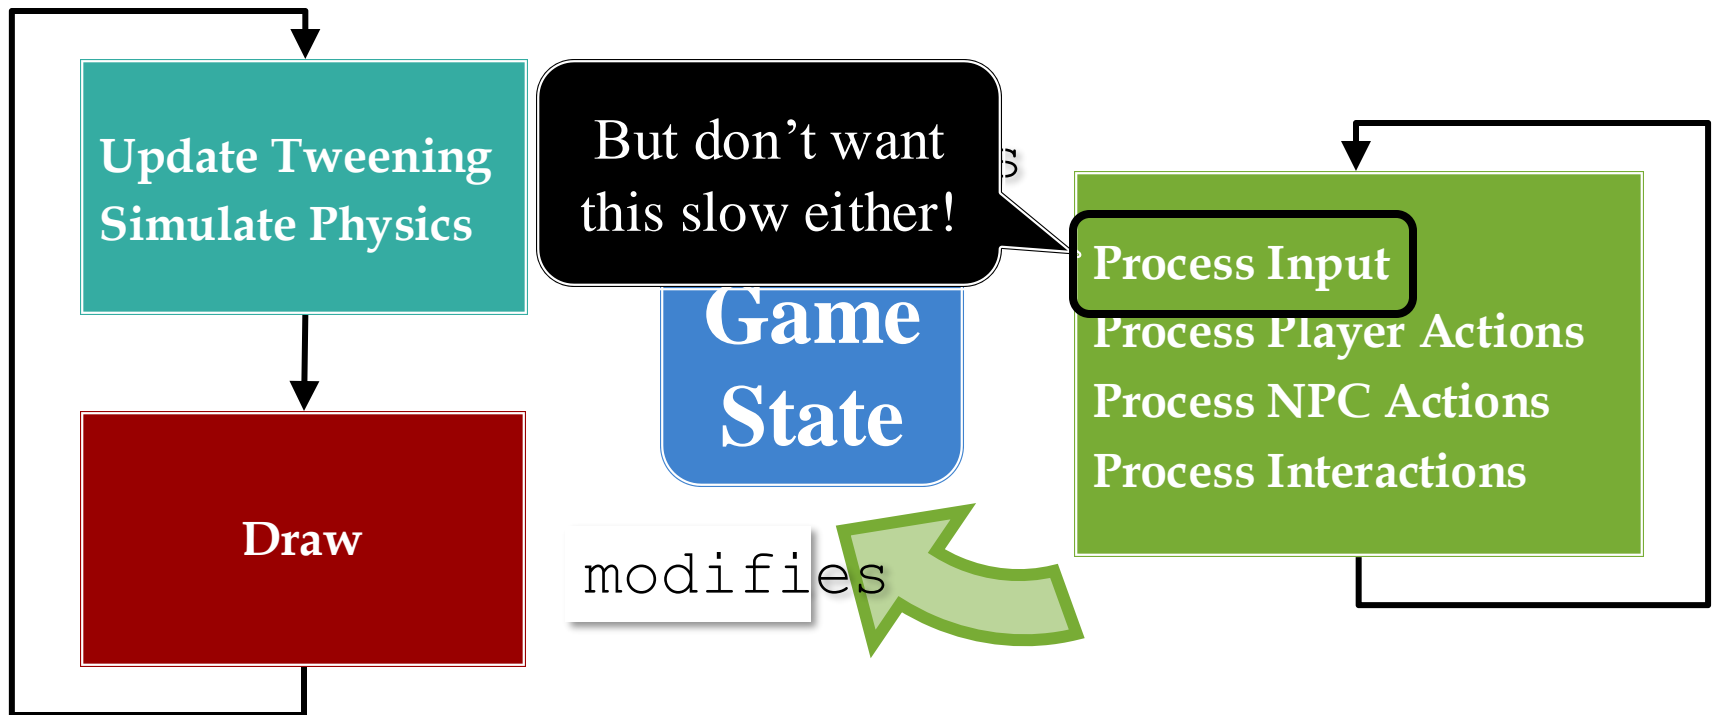 Update Tweening
Simulate Physics
Draw
But don't want
this slow either!
Game
State
modifies
Process Input
Process Player Actions
Process NPC Actions
Process Interactions